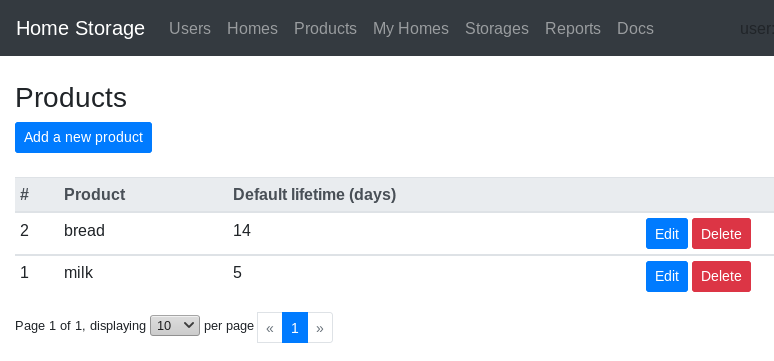 Home Storage Users Homes Products My Homes Storages Reports Docs user:
Products
Add a new product
# Product Default lifetime (days)
2 bread 14 Edit Delete
1 milk 5 Edit Delete
Page 1 of 1, displaying 10 per page « 1 »